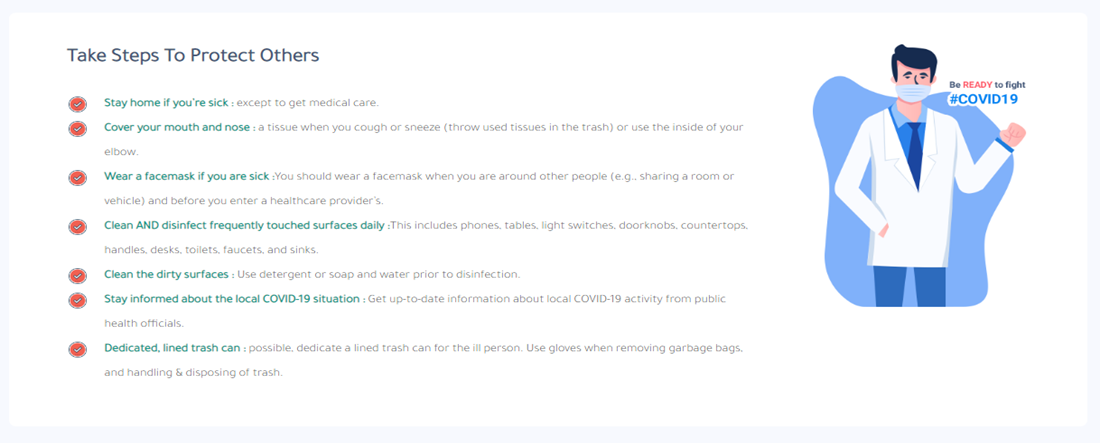 Take Steps To Protect Others
Be READY to fight
#COVID19
Stay home if you're sick : except to get medical care.
Cover your mouth and nose : a tissue when you cough or sneeze (throw used tissues in the trash) or use the inside of your
elbow.
Wear a facemask if you are sick :You should wear a facemask when you are around other people (e.g., sharing a room or
vehicle) and before you enter a healthcare provider's.
Clean AND disinfect frequently touched surfaces daily :This includes phones, tables, light switches, doorknobs, countertops,
handles, desks, toilets, faucets, and sinks.
Clean the dirty surfaces : Use detergent or soap and water prior to disinfection.
Stay informed about the local COVID-19 situation : Get up-to-date information about local COVID-19 activity from public
health officials.
Dedicated, lined trash can : possible, dedicate a lined trash can for the ill person. Use gloves when removing garbage bags,
and handling & disposing of trash.